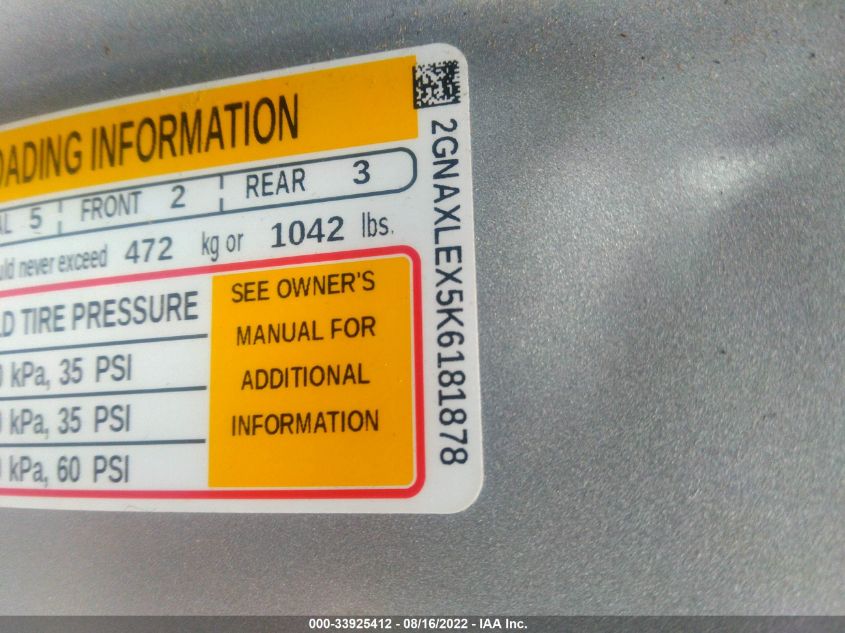 ADING INFORMATION
AL 5 FRONT 2 REAR 3
never exceed 472 kg or 1042 lbs.
TIRE PRESSURE
kPa, 35 PSI
kPa, 35 PSI
kPa, 60 PSI
SEE OWNER'S
MANUAL FOR
ADDITIONAL
INFORMATION
2GNAXLEX5K6181878
000-33925412 - 08/16/2022 - IAA Inc.